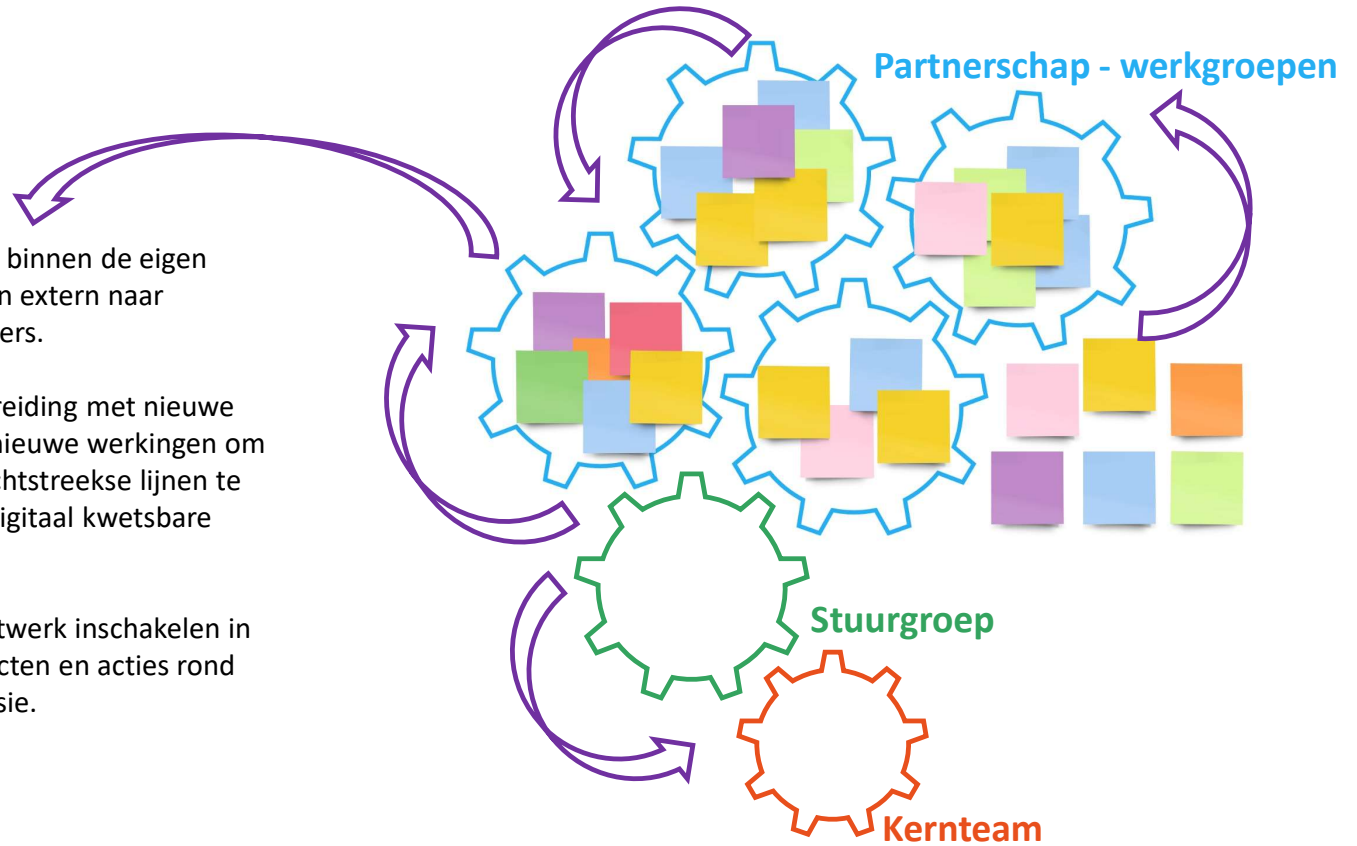 Partnerschap - werkgroepen
binnen de eigen
n extern naar
ers.
reiding met nieuwe
nieuwe werkingen om
chtstreekse lijnen te
igitaal kwetsbare
twerk inschakelen in
cten en acties rond
sie.
Stuurgroep
Kernteam